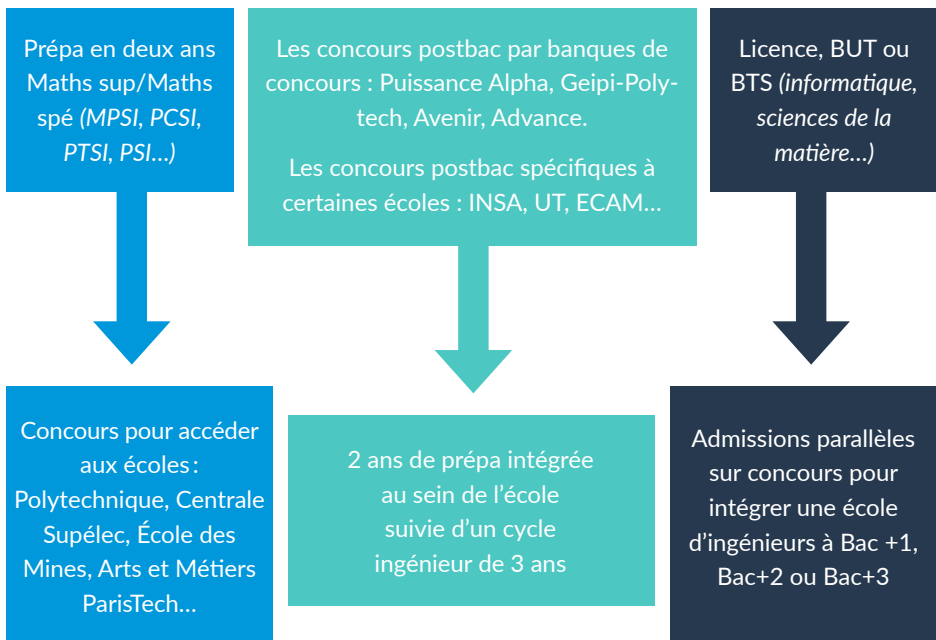 Prépa en deux ans
Maths sup/Maths
spé (MPSI, PCSI,
PTSI, PSI...)
Les concours postbac par banques de
concours : Puissance Alpha, Geipi-Poly-
tech, Avenir, Advance.
Les concours postbac spécifiques à
certaines écoles : INSA, UT, ECAM...
Licence, BUT ou
BTS (informatique,
sciences de la
matière...)
Concours pour accéder
aux écoles :
Polytechnique, Centrale
Supélec, École des
Mines, Arts et Métiers
ParisTech...
2 ans de prépa intégrée
au sein de l'école
suivie d'un cycle
ingénieur de 3 ans
Admissions parallèles
sur concours pour
intégrer une école
d'ingénieurs à Bac +1,
Bac+2 ou Bac+3